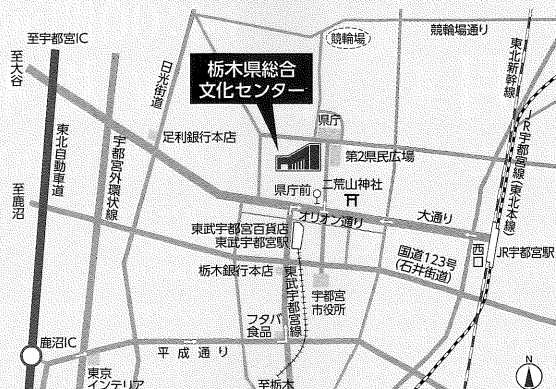 至宇都宮IC
競輪場
競輪場通り
至大谷
日光街道
栃木県総合
文化センター
東北新幹線
JR宇都宮線(東北本線)
東北自動車道
宇都宮外環状線
足利銀行本店
県庁
第2県民広場
至鹿沼
県庁前
二荒山神社
オリオン通り
大通り
東武宇都宮百貨店
東武宇都宮駅
西口
JR宇都宮駅
国道123号
(石井街道)
栃木銀行本店
東武宇都宮線
宇都宮
市役所
フタバ
食品
鹿沼IC
平成通り
東京
インテリア
至栃木
N